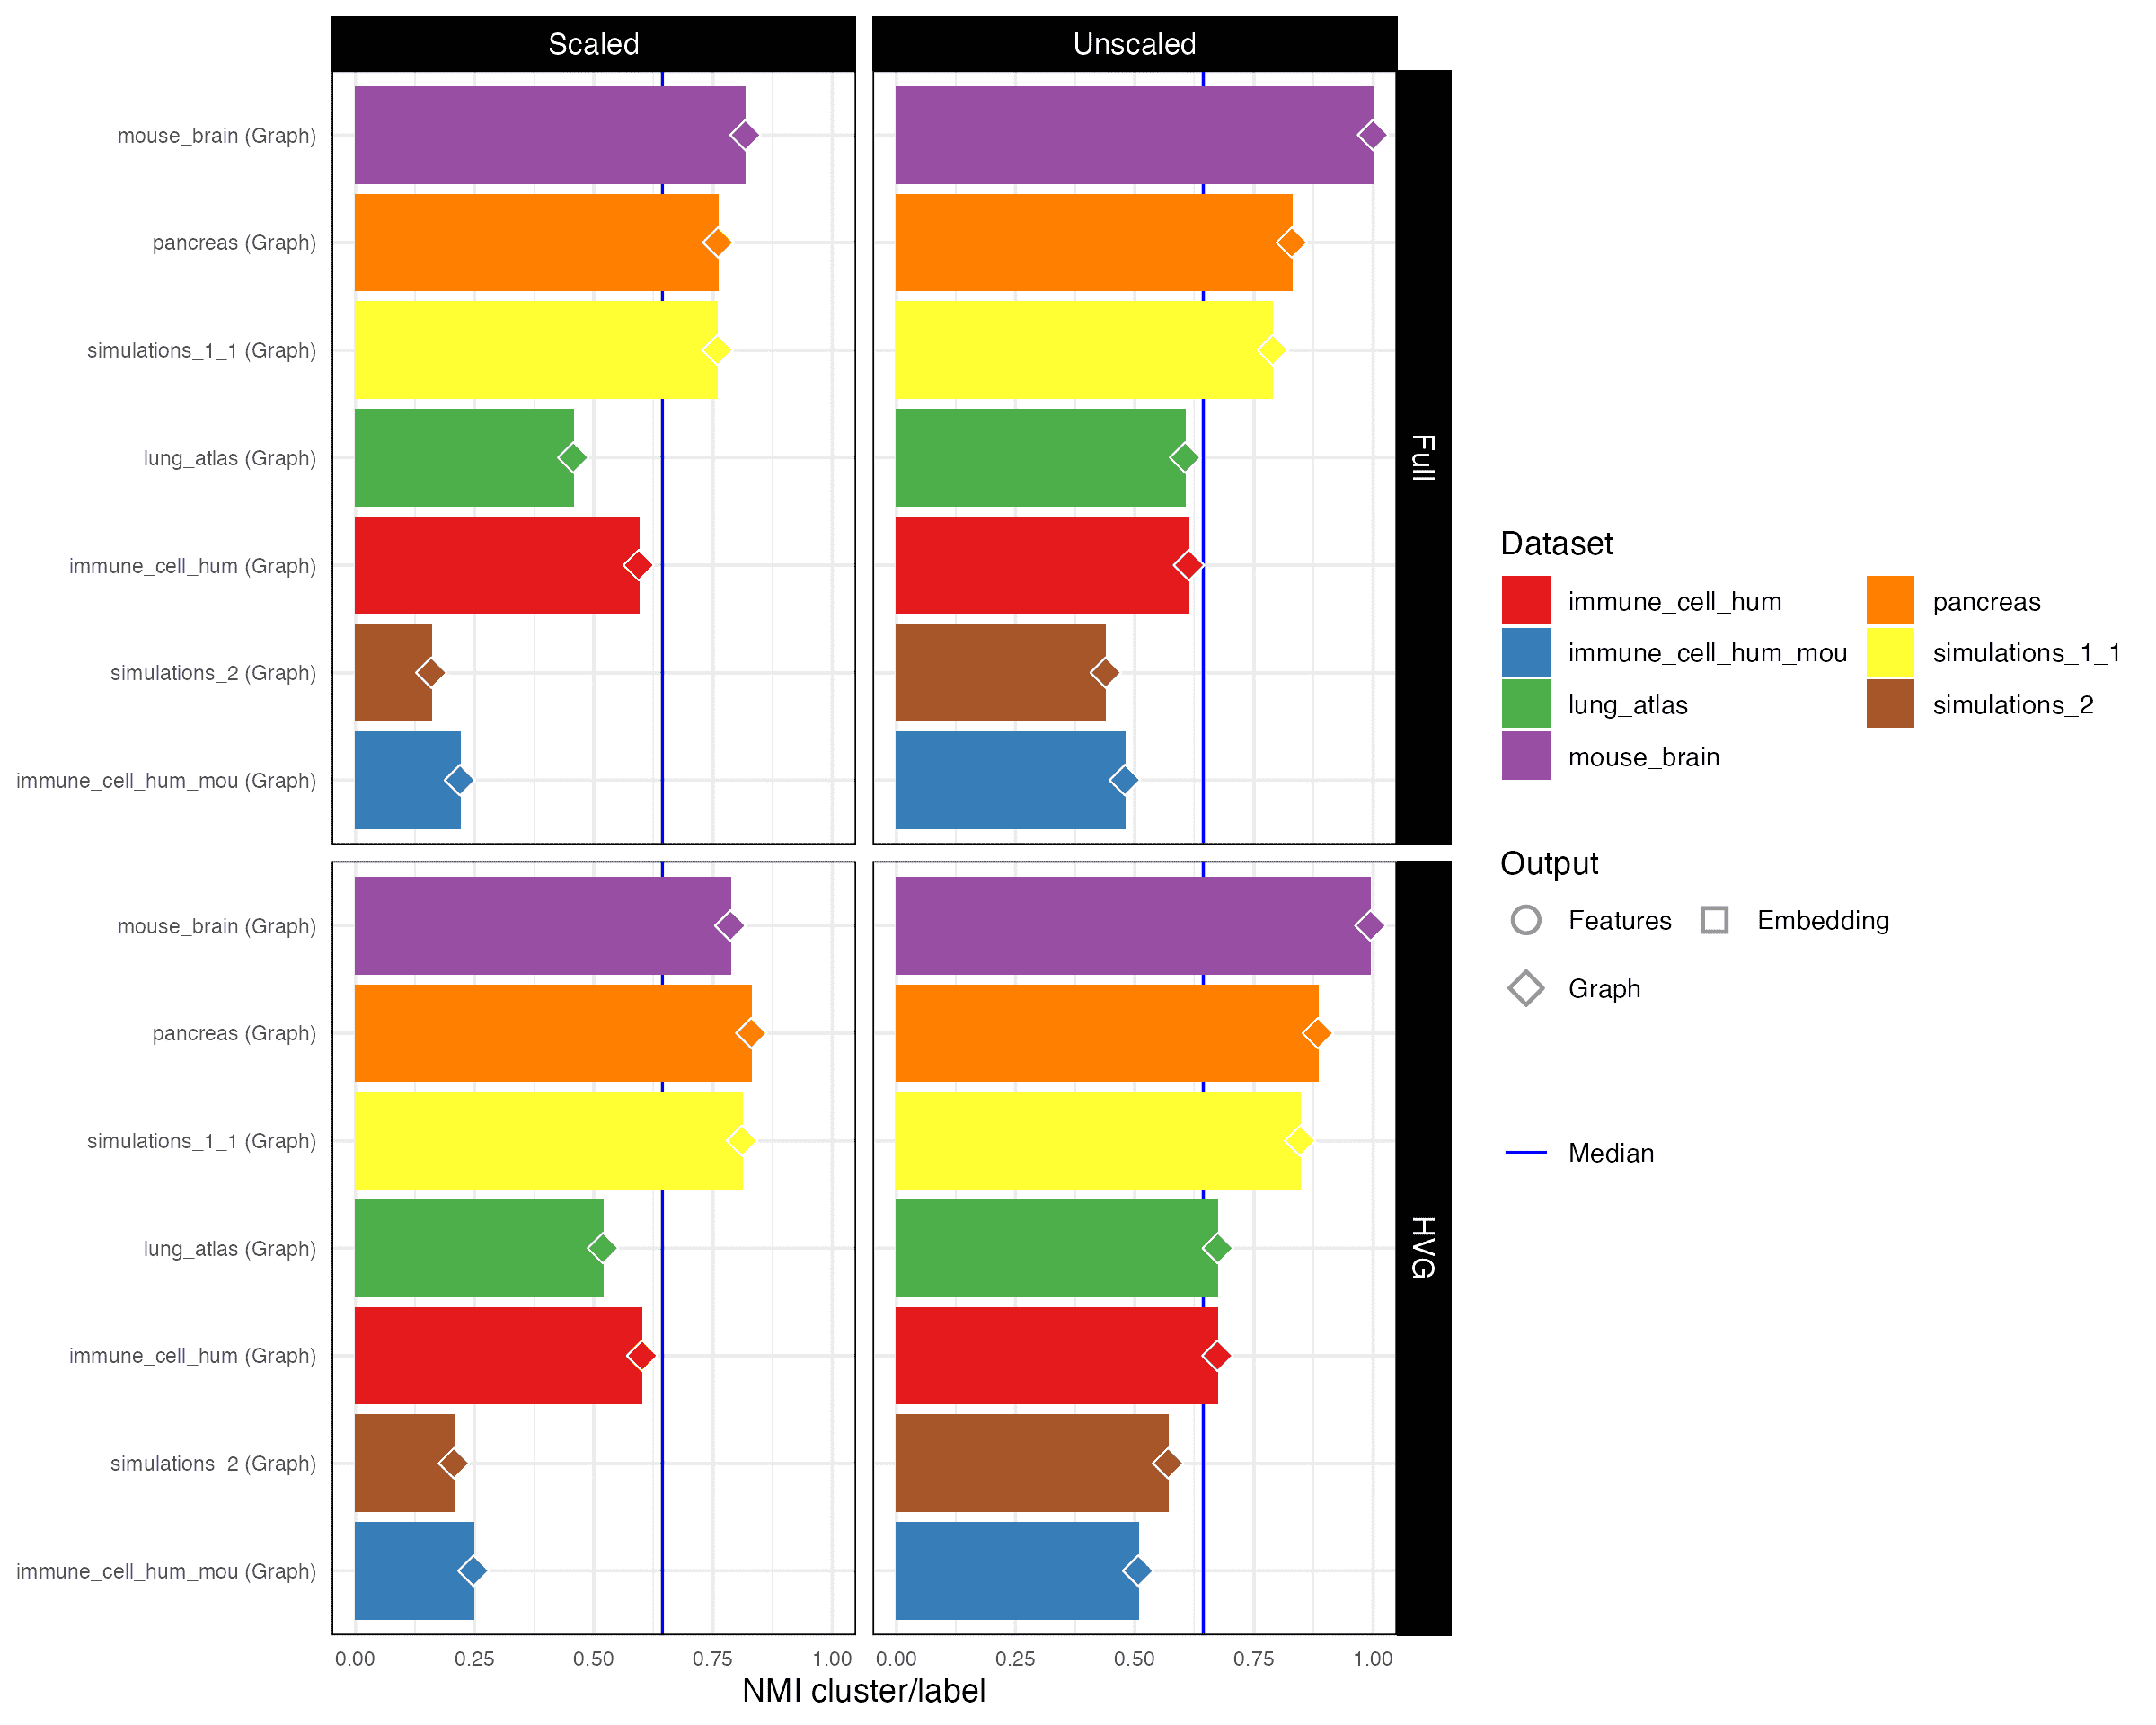 Scaled
Unscaled
mouse_brain (Graph)
pancreas (Graph)
simulations_1_1 (Graph)
lung_atlas (Graph)
immune_cell_hum (Graph)
simulations_2 (Graph)
immune_cell_hum_mou (Graph)
Full
mouse_brain (Graph)
pancreas (Graph)
simulations_1_1 (Graph)
lung_atlas (Graph)
immune_cell_hum (Graph)
simulations_2 (Graph)
immune_cell_hum_mou (Graph)
HVG
0.00 0.25 0.50 0.75 1.00
0.00 0.25 0.50 0.75 1.00
NMI cluster/label
Dataset
immune_cell_hum
immune_cell_hum_mou
lung_atlas
mouse_brain
pancreas
simulations_1_1
simulations_2
Output
Features
Embedding
Graph
Median